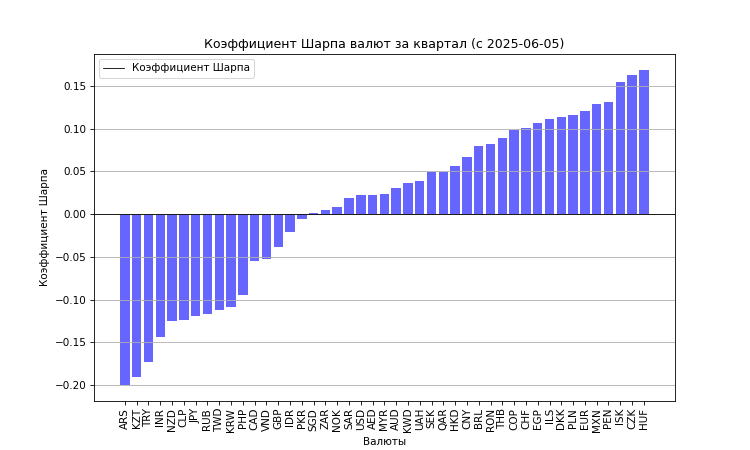 Коэффициент Шарпа валют за квартал (с 2025-06-05)
Коэффициент Шарпа
0.15
0.10
0.05
0.00
−0.05
−0.10
−0.15
−0.20
Коэффициент Шарпа
ARS KZT TRY INR NZD CLP JPY RUB TWD KRW PHP CAD VND GBP IDR PKR SGD ZAR NOK SAR USD AED MYR AUD KWD UAH SEK QAR HKD CNY BRL RON THB COP CHF EGP ILS DKK PLN EUR MXN PEN ISK CZK HUF
Валюты